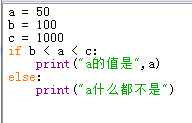 a = 50
b = 100
c = 1000
if b < a < c:
    print("a的值是",a)
else:
    print("a什么都不是")